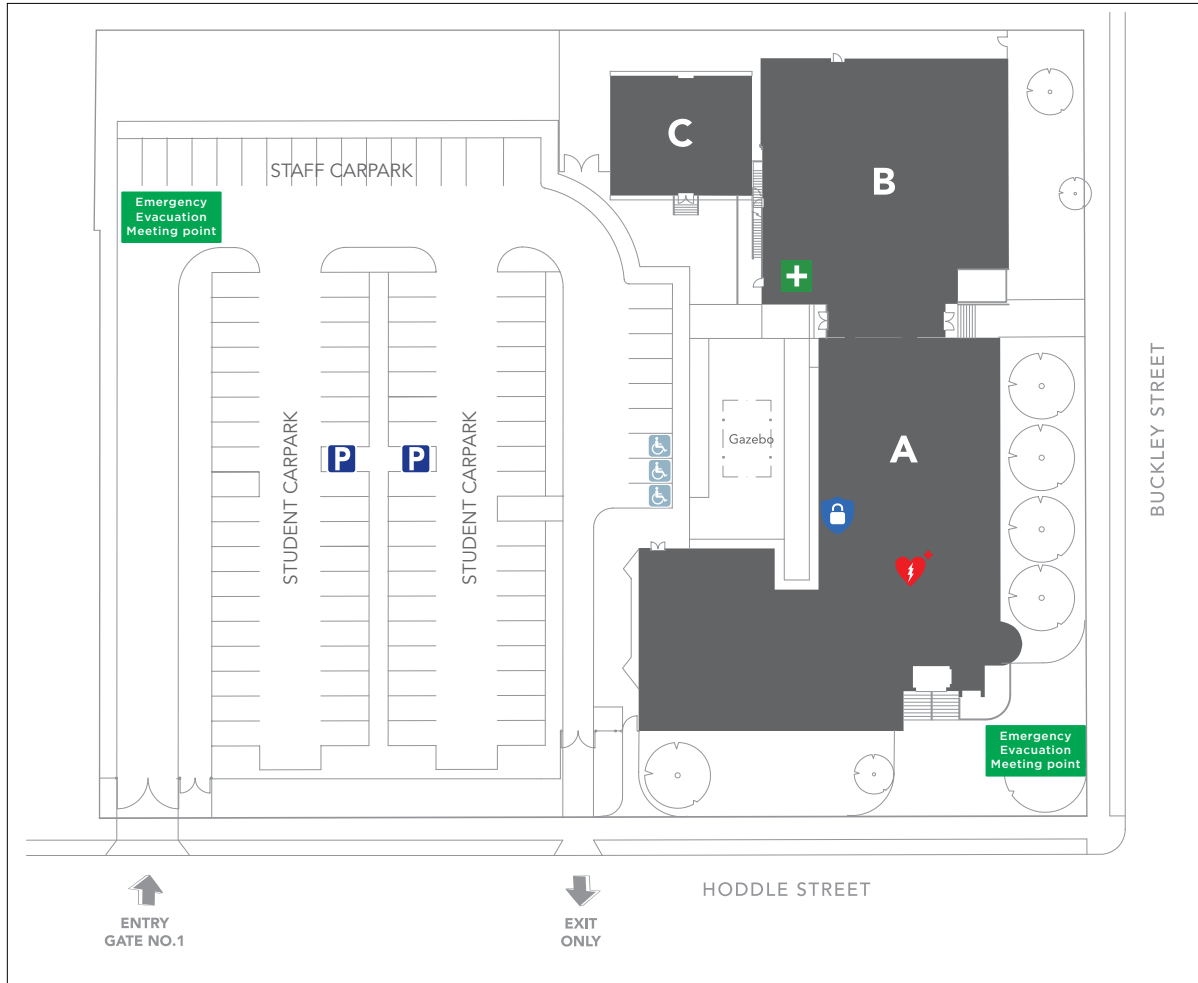 C
B
STAFF CARPARK
Emergency
Evacuation
Meeting point
BUCKLEY STREET
STUDENT CARPARK
P
P
STUDENT CARPARK
Gazebo
A
Emergency
Evacuation
Meeting point
HODDLE STREET
ENTRY
GATE NO.1
EXIT
ONLY